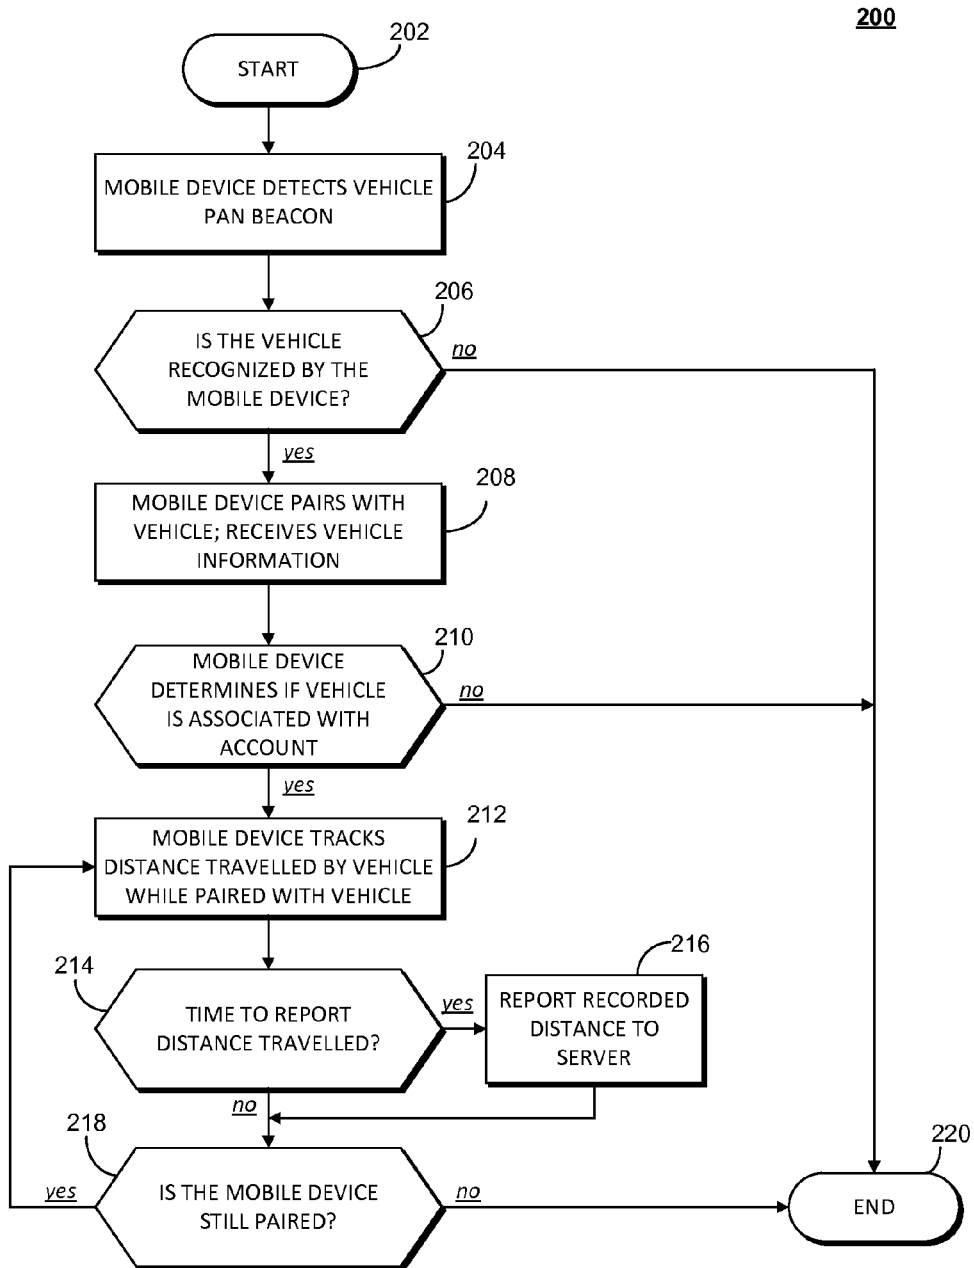 200
202
START
204
MOBILE DEVICE DETECTS VEHICLE
PAN BEACON
206
IS THE VEHICLE
RECOGNIZED BY THE
MOBILE DEVICE?
no
yes
208
MOBILE DEVICE PAIRS WITH
VEHICLE; RECEIVES VEHICLE
INFORMATION
210
MOBILE DEVICE
DETERMINES IF VEHICLE
IS ASSOCIATED WITH
ACCOUNT
no
yes
212
MOBILE DEVICE TRACKS
DISTANCE TRAVELLED BY VEHICLE
WHILE PAIRED WITH VEHICLE
214
TIME TO REPORT
DISTANCE TRAVELLED?
yes
216
REPORT RECORDED
DISTANCE TO
SERVER
no
218
IS THE MOBILE DEVICE
STILL PAIRED?
yes
no
220
END